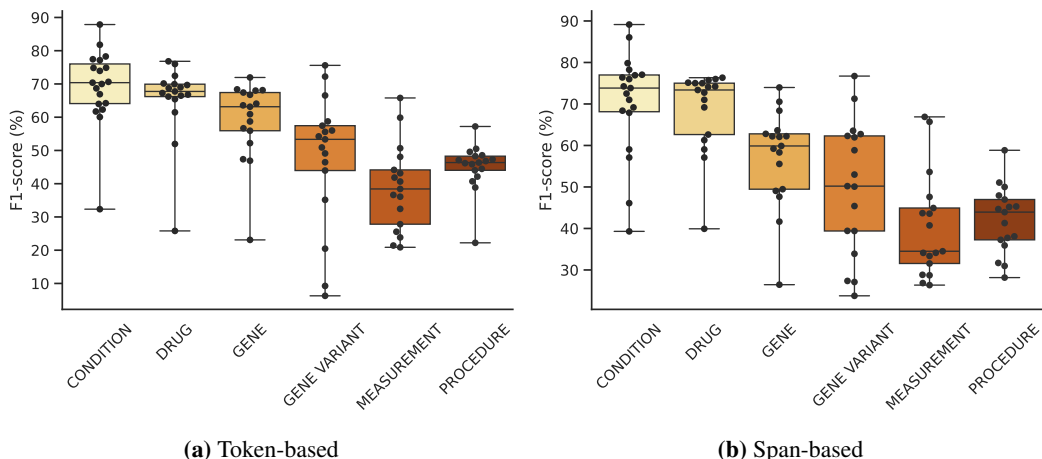 F1-score (%)
90
80
70
60
50
40
30
20
10
CONDITION
DRUG
GENE
GENE VARIANT
MEASUREMENT
PROCEDURE
(a) Token-based
F1-score (%)
90
80
70
60
50
40
30
CONDITION
DRUG
GENE
GENE VARIANT
MEASUREMENT
PROCEDURE
(b) Span-based